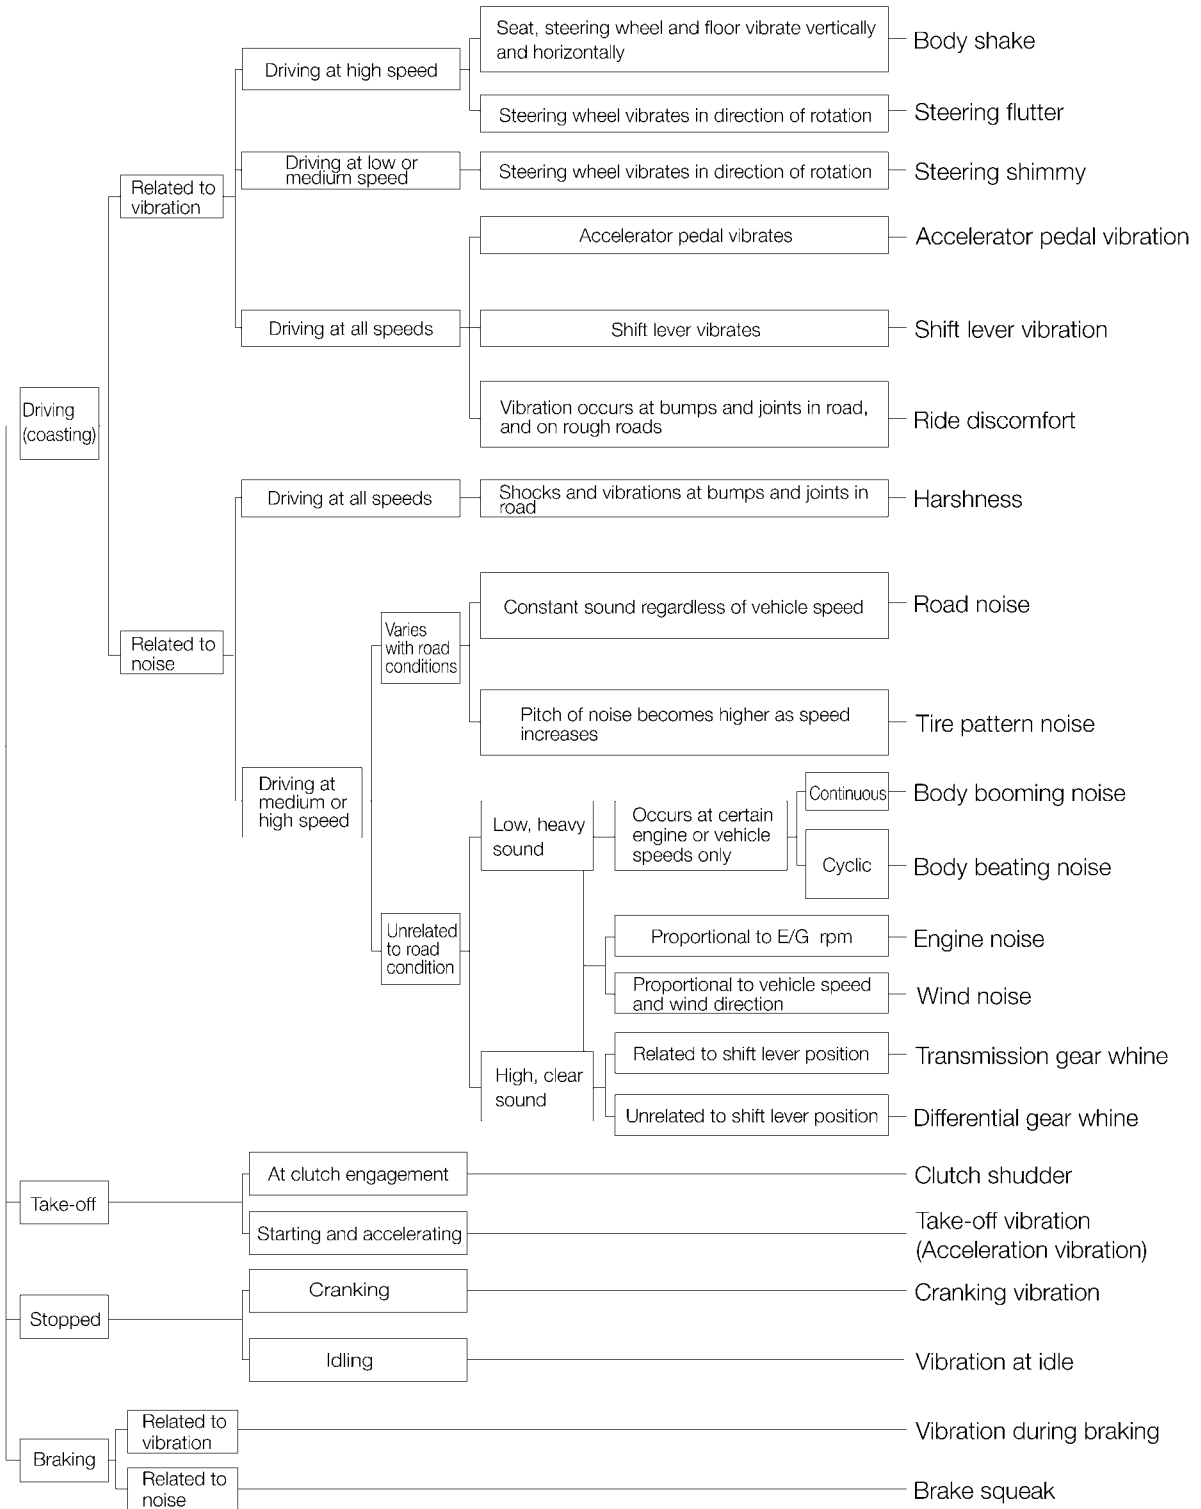 Seat, steering wheel and floor vibrate vertically
and horizontally
Body shake
Driving at high speed
Steering wheel vibrates in direction of rotation
Steering flutter
Driving at low or
medium speed
Steering wheel vibrates in direction of rotation
Steering shimmy
Related to
vibration
Accelerator pedal vibrates
Accelerator pedal vibration
Driving at all speeds
Shift lever vibrates
Shift lever vibration
Driving
(coasting)
Vibration occurs at bumps and joints in road,
and on rough roads
Ride discomfort
Driving at all speeds
Shocks and vibrations at bumps and joints in
road
Harshness
Constant sound regardless of vehicle speed
Road noise
Varies
with road
conditions
Related to
noise
Pitch of noise becomes higher as speed
increases
Tire pattern noise
Driving at
medium or
high speed
Low, heavy
sound
Occurs at certain
engine or vehicle
speeds only
Continuous
Body booming noise
Cyclic
Body beating noise
Unrelated
to road
condition
Proportional to E/G rpm
Engine noise
Proportional to vehicle speed
and wind direction
Wind noise
High, clear
sound
Related to shift lever position
Transmission gear whine
Unrelated to shift lever position
Differential gear whine
Take-off
At clutch engagement
Clutch shudder
Starting and accelerating
Take-off vibration
(Acceleration vibration)
Stopped
Cranking
Cranking vibration
Idling
Vibration at idle
Braking
Related to
vibration
Vibration during braking
Related to
noise
Brake squeak